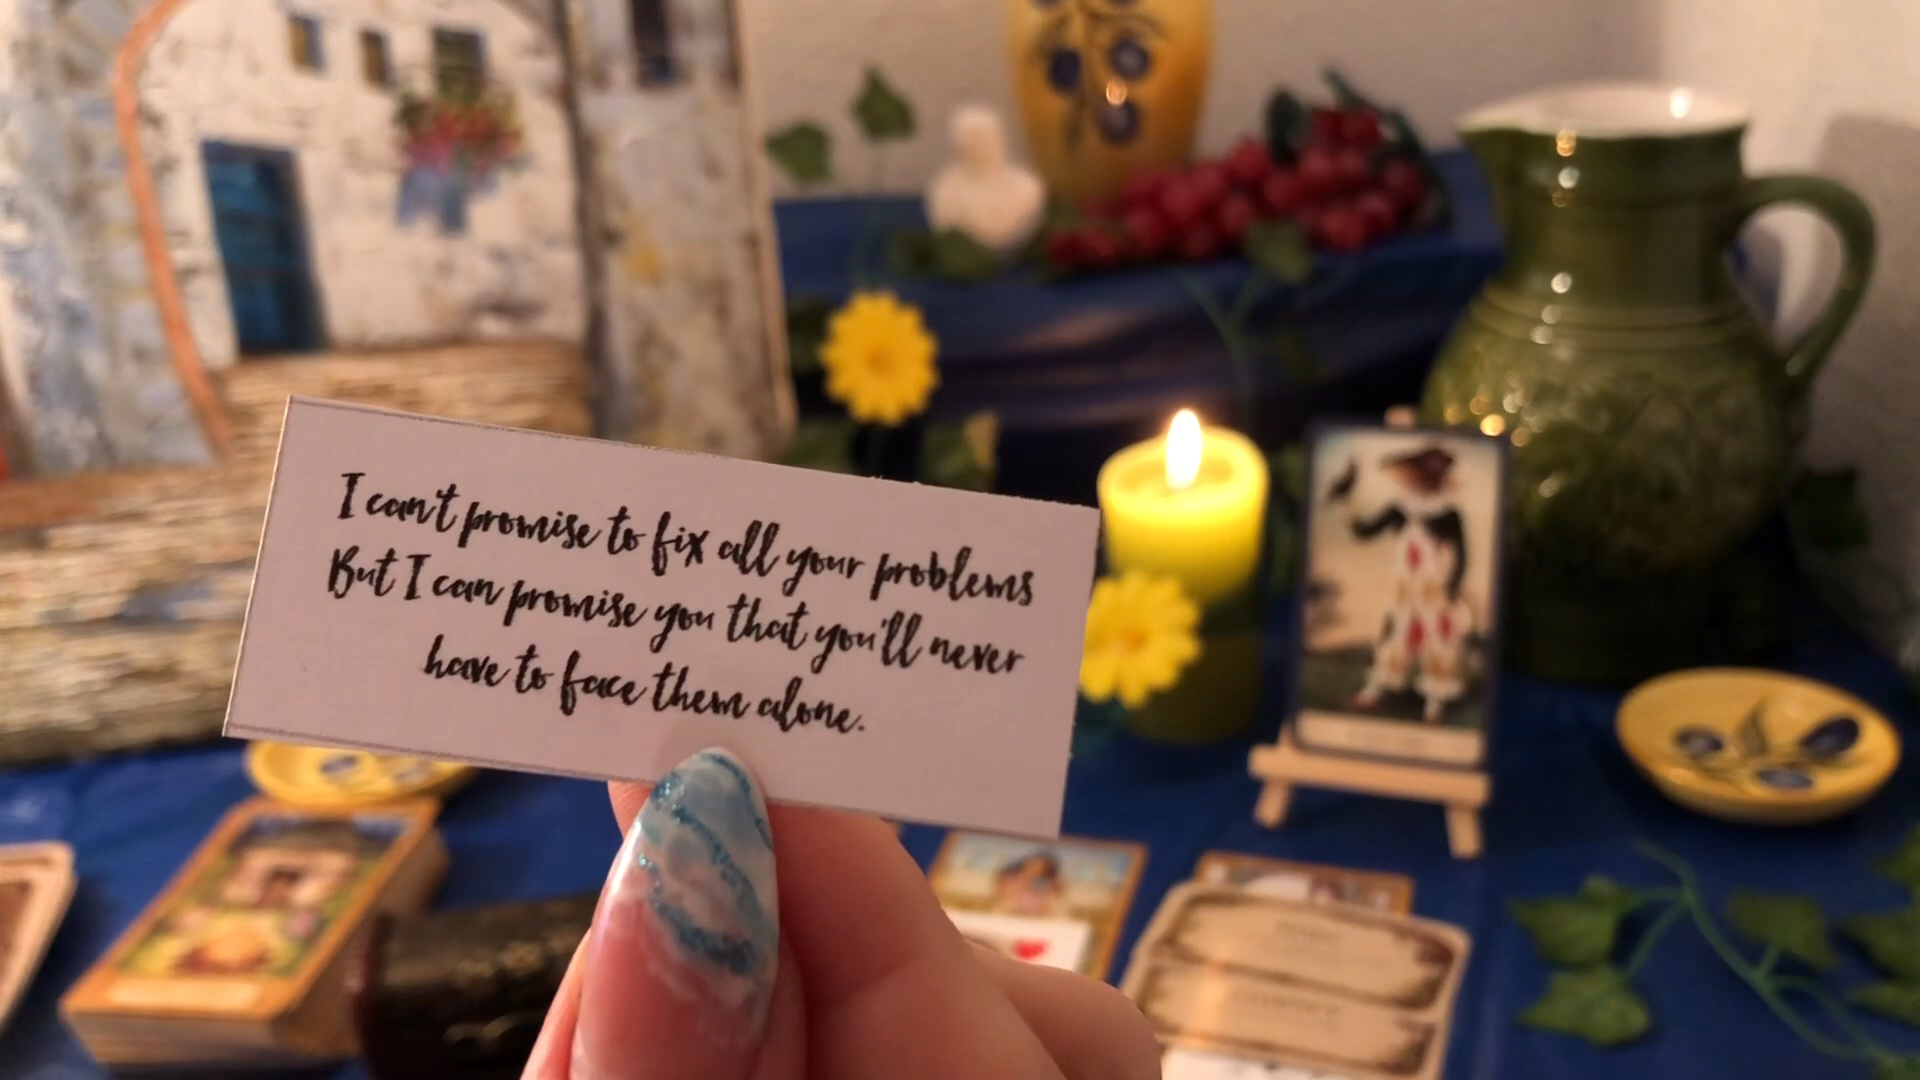 I can't promise to fix all your problems
But I can promise you that you'll never
have to face them alone.